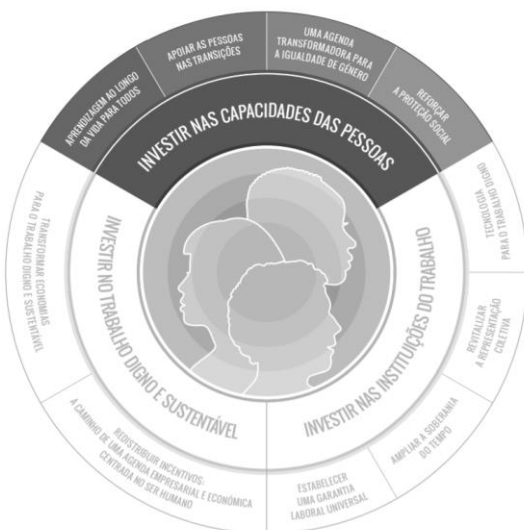 APRENDIZAGEM AO LONGO
DA VIDA PARA TODOS
APOIAR AS PESSOAS
NAS TRANSIÇÕES
UMA AGENDA
TRANSFORMADORA PARA
A IGUALDADE DE GÉNERO
REFORÇAR
A PROTEÇÃO SOCIAL
INVESTIR NAS CAPACIDADES DAS PESSOAS
TECNOLOGIA
PARA O TRABALHO DIGNO
REVITALIZAR
A REPRESENTAÇÃO
COLETIVA
AMPLIAR A SOBERANIA
DO TEMPO
ESTABELECER
UMA GARANTIA
LABORAL UNIVERSAL
INVESTIR NAS INSTITUIÇÕES DO TRABALHO
REDISTRIBUIR INCENTIVOS:
A CAMINHO DE UMA AGENDA EMPRESARIAL E ECONÓMICA
CENTRADA NO SER HUMANO
TRANSFORMAR ECONOMIAS
PARA O TRABALHO DIGNO E SUSTENTÁVEL
INVESTIR NO TRABALHO DIGNO E SUSTENTÁVEL